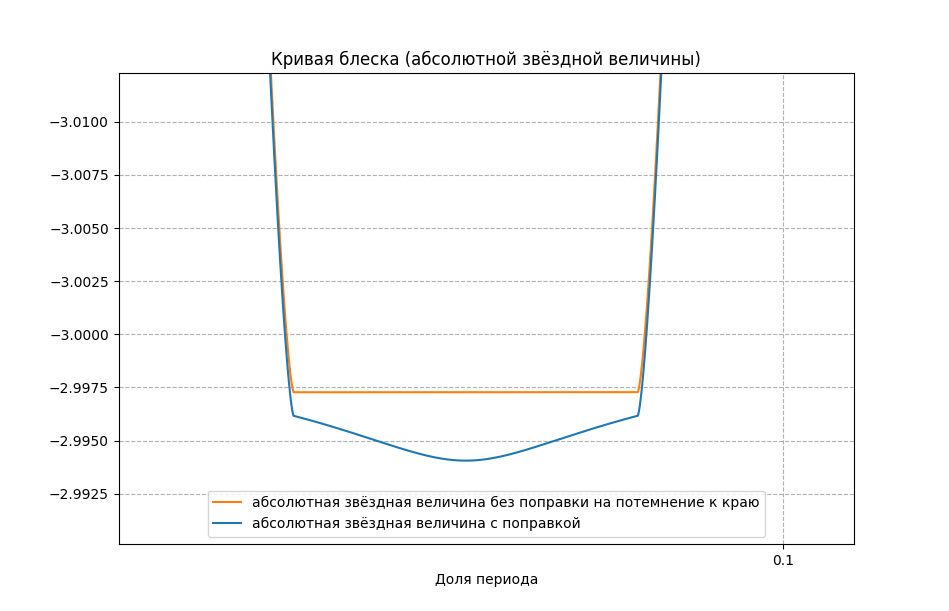 Кривая блеска (абсолютной звёздной величины)
−3.0100
−3.0075
−3.0050
−3.0025
−3.0000
−2.9975
−2.9950
−2.9925
абсолютная звёздная величина без поправки на потемнение к краю
абсолютная звёздная величина с поправкой
0.1
Доля периода